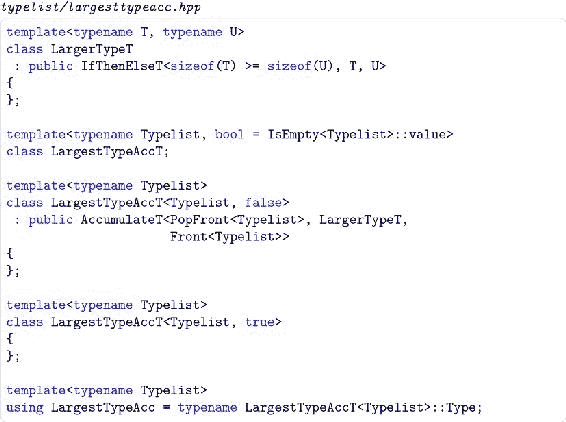 typelist/largesttypeacc.hpp
template<typename T, typename U>
class LargerTypeT
 : public IfThenElseT<sizeof(T) >= sizeof(U), T, U>
{
};
template<typename Typelist, bool = IsEmpty<Typelist>::value>
class LargestTypeAccT;
template<typename Typelist>
class LargestTypeAccT<Typelist, false>
 : public AccumulateT<PopFront<Typelist>, LargerTypeT,
                      Front<Typelist>>
{
};
template<typename Typelist>
class LargestTypeAccT<Typelist, true>
{
};
template<typename Typelist>
using LargestTypeAcc = typename LargestTypeAccT<Typelist>::Type;